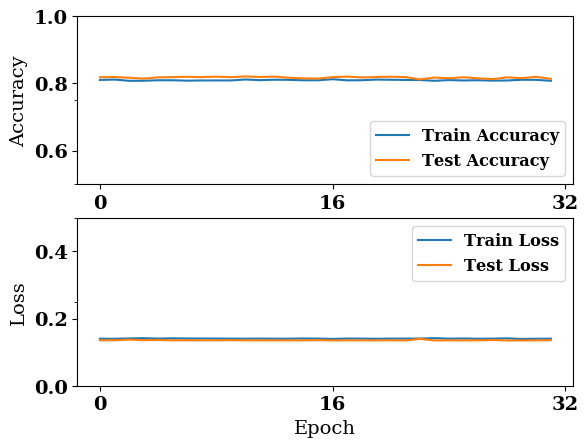 1.0
0.8
0.6
Accuracy
Train Accuracy
Test Accuracy
0 16 32
0.4
0.2
0.0
Loss
Train Loss
Test Loss
0 16 32
Epoch